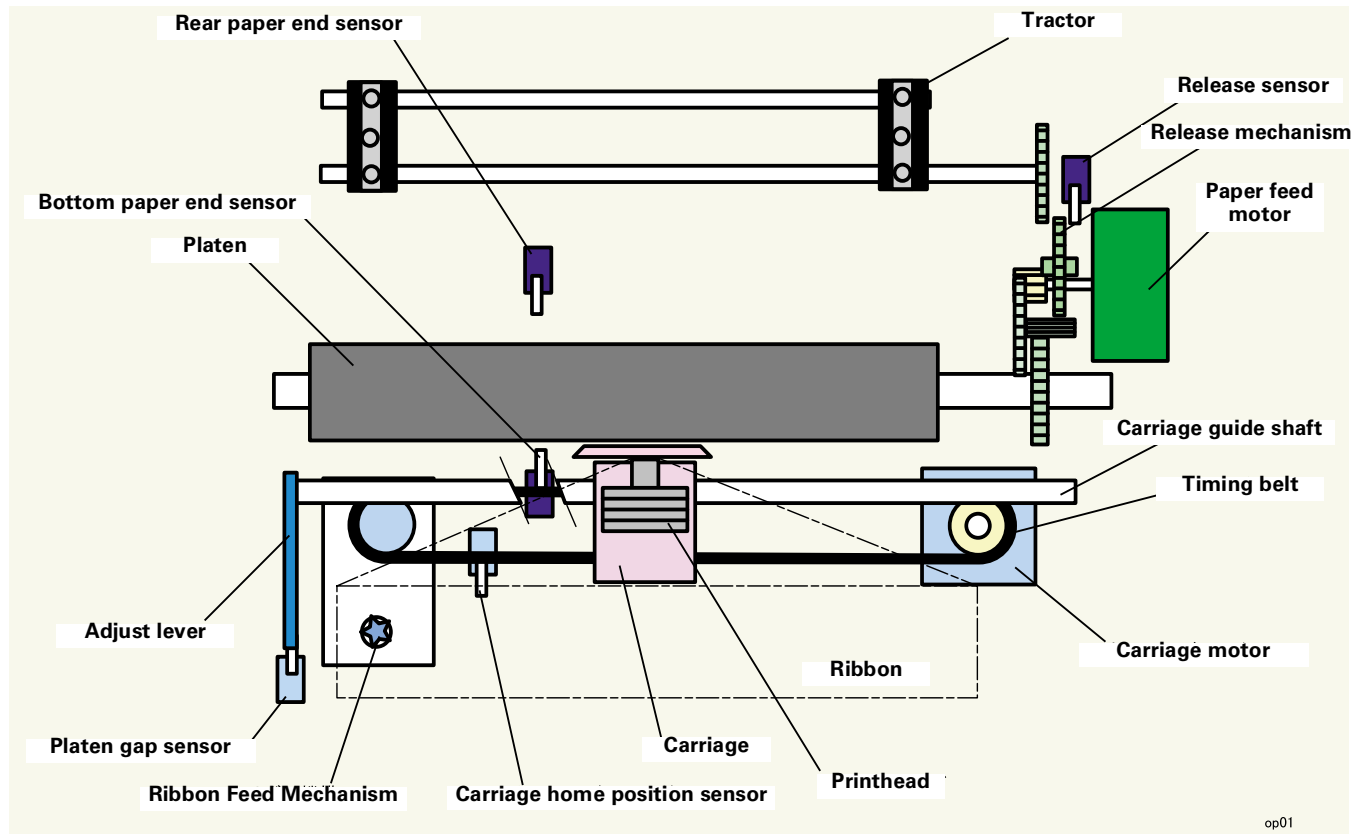 Rear paper end sensor
Tractor
Release sensor
Release mechanism
Paper feed
motor
Bottom paper end sensor
Platen
Carriage guide shaft
Timing belt
Adjust lever
Carriage motor
Ribbon
Platen gap sensor
Carriage
Printhead
Ribbon Feed Mechanism
Carriage home position sensor
op01